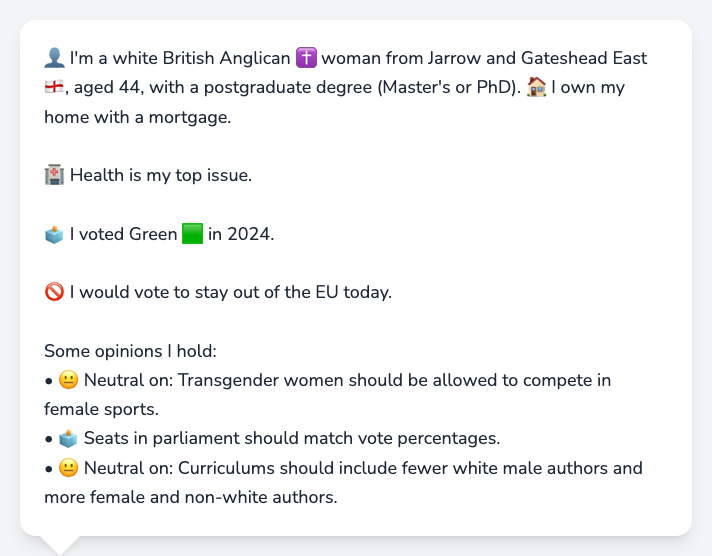 👤 I'm a white British Anglican ✝️ woman from Jarrow and Gateshead East
🏴󠁧󠁢󠁥󠁮󠁧󠁿, aged 44, with a postgraduate degree (Master's or PhD). 🏠 I own my
home with a mortgage.
🏥 Health is my top issue.
🗳️ I voted Green 🟩 in 2024.
🚫 I would vote to stay out of the EU today.
Some opinions I hold:
• 😐 Neutral on: Transgender women should be allowed to compete in
female sports.
• 🗳️ Seats in parliament should match vote percentages.
• 😐 Neutral on: Curriculums should include fewer white male authors and
more female and non-white authors.